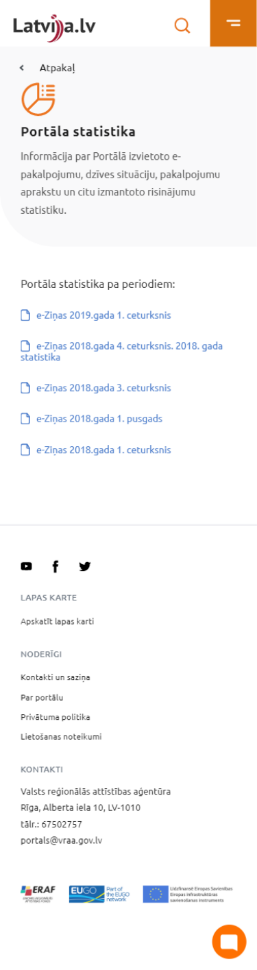 Latvija.lv
Atpakaļ
Portāla statistika
Informācija par Portālā izvietoto e-
pakalpojumu, dzīves situāciju, pakalpojumu
aprakstu un citu izmantoto risinājumu
statistiku.
Portāla statistika pa periodiem:
e-Ziņas 2019.gada 1. ceturksnis
e-Ziņas 2018.gada 4. ceturksnis. 2018. gada
statistika
e-Ziņas 2018.gada 3. ceturksnis
e-Ziņas 2018.gada 1. pusgads
e-Ziņas 2018.gada 1. ceturksnis
LAPAS KARTE
Apskatīt lapas karti
NODERĪGI
Kontakti un saziņa
Par portālu
Privātuma politika
Lietošanas noteikumi
KONTAKTI
Valsts reģionālās attīstības aģentūra
Rīga, Alberta iela 10, LV-1010
tālr.: 67502757
portals@vraa.gov.lv
ERAF
EUGO Part of the EUGO network
Līdzfinansē Eiropas Savienības
Eiropas infrastruktūras
savienošanas instruments